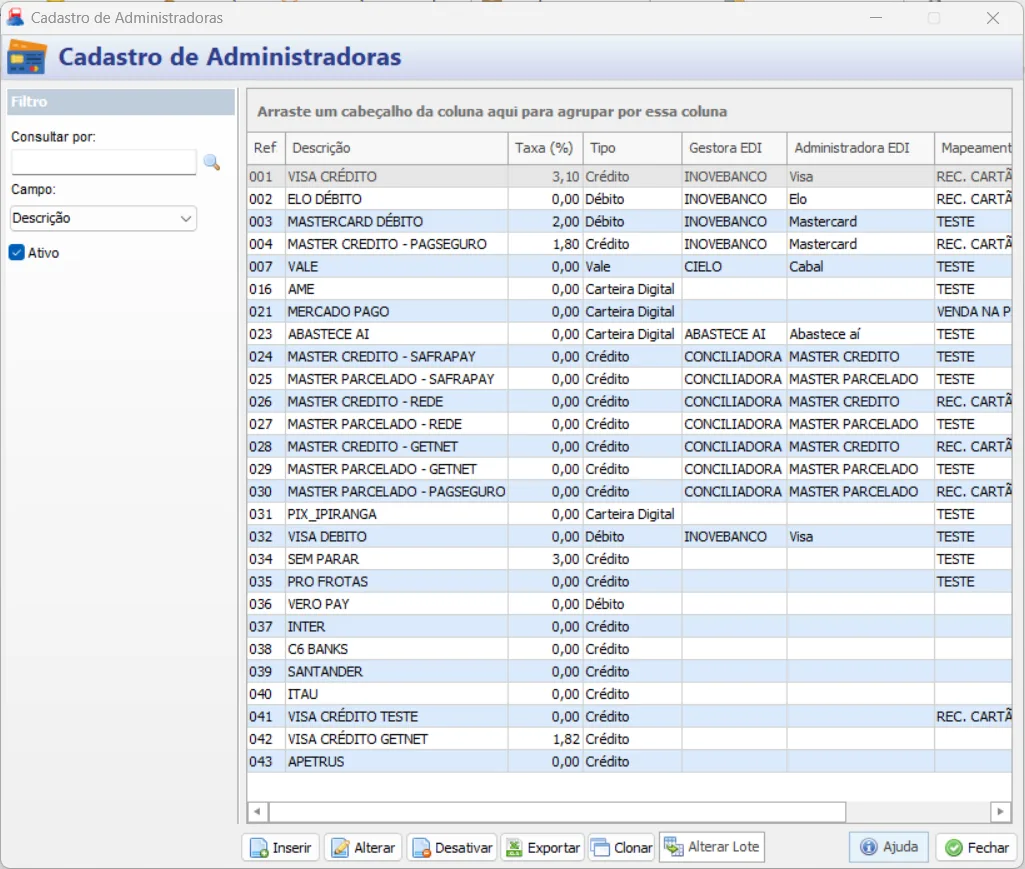 Cadastro de Administradoras
Cadastro de Administradoras
Filtro
Consultar por:
Campo:
Descrição
Ativo
Arraste um cabeçalho da coluna aqui para agrupar por essa coluna
Ref Descrição Taxa (%) Tipo Gestora EDI Administradora EDI Mapeament
001 VISA CRÉDITO 3,10 Crédito INOVEBANCO Visa REC. CARTÃ
002 ELO DÉBITO 0,00 Débito INOVEBANCO Elo REC. CARTÃ
003 MASTERCARD DÉBITO 2,00 Débito INOVEBANCO Mastercard TESTE
004 MASTER CREDITO - PAGSEGURO 1,80 Crédito INOVEBANCO Mastercard REC. CARTÃ
007 VALE 0,00 Vale CIELO Cabal TESTE
016 AME 0,00 Carteira Digital TESTE
021 MERCADO PAGO 0,00 Carteira Digital VENDA NA P
023 ABASTECE AI 0,00 Carteira Digital ABASTECE AI Abastece aí TESTE
024 MASTER CREDITO - SAFRAPAY 0,00 Crédito CONCILIADORA MASTER CREDITO TESTE
025 MASTER PARCELADO - SAFRAPAY 0,00 Crédito CONCILIADORA MASTER PARCELADO TESTE
026 MASTER CREDITO - REDE 0,00 Crédito CONCILIADORA MASTER CREDITO REC. CARTÃ
027 MASTER PARCELADO - REDE 0,00 Crédito CONCILIADORA MASTER PARCELADO TESTE
028 MASTER CREDITO - GETNET 0,00 Crédito CONCILIADORA MASTER CREDITO REC. CARTÃ
029 MASTER PARCELADO - GETNET 0,00 Crédito CONCILIADORA MASTER PARCELADO TESTE
030 MASTER PARCELADO - PAGSEGURO 0,00 Crédito CONCILIADORA MASTER PARCELADO REC. CARTÃ
031 PIX_IPIRANGA 0,00 Carteira Digital TESTE
032 VISA DEBITO 0,00 Débito INOVEBANCO Visa TESTE
034 SEM PARAR 3,00 Crédito TESTE
035 PRO FROTAS 0,00 Crédito TESTE
036 VERO PAY 0,00 Débito
037 INTER 0,00 Crédito
038 C6 BANKS 0,00 Crédito
039 SANTANDER 0,00 Crédito
040 ITAU 0,00 Crédito
041 VISA CRÉDITO TESTE 0,00 Crédito REC. CARTÃ
042 VISA CRÉDITO GETNET 1,82 Crédito
043 APETRUS 0,00 Crédito
Inserir Alterar Desativar Exportar Clonar Alterar Lote Ajuda Fechar